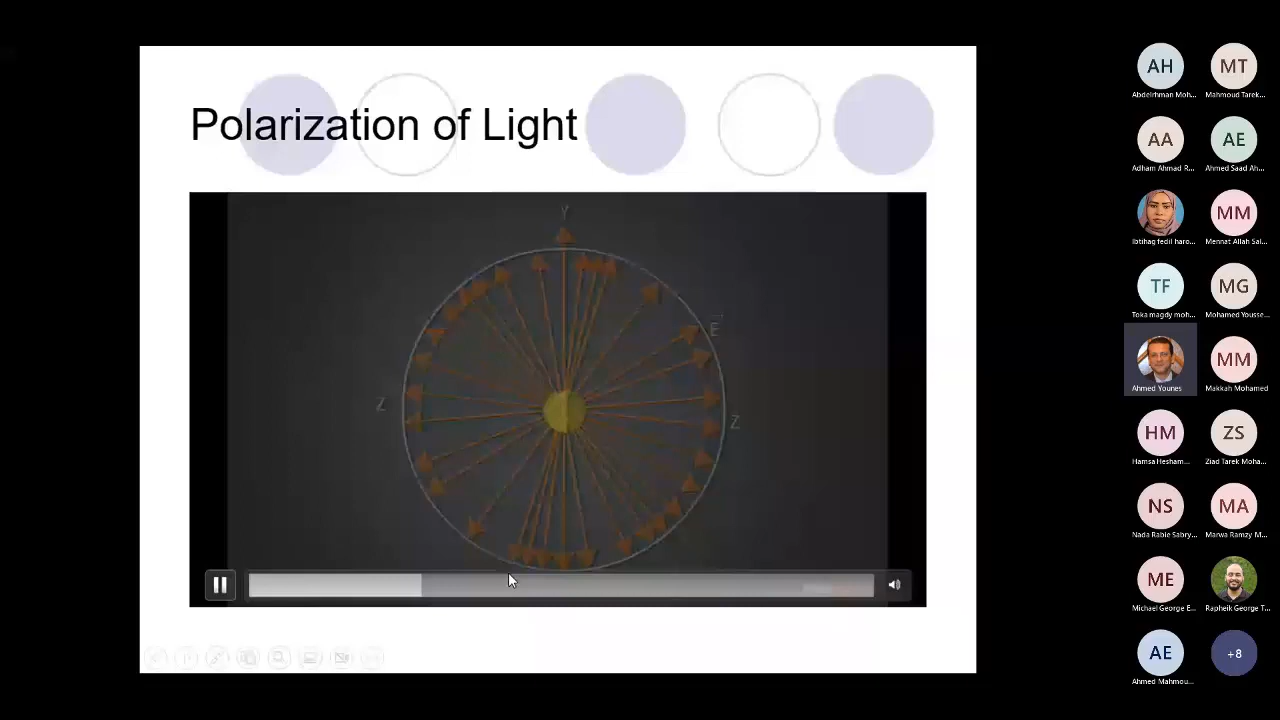 Polarization of Light
Y
E
Z
Z
AH
MT
Abdelrhman Moh...
Mahmoud Tarek...
AA
AE
Adham Ahmad R...
Ahmed Saad Ah...
MM
Ibtihag fedil haro...
Mennat Allah Sal...
TF
MG
Toka magdy moh...
Mohamed Yousse...
MM
Ahmed Younes
Makkah Mohamed
HM
ZS
Hamsa Hesham...
Ziad Tarek Moha...
NS
MA
Nada Rabie Sabry...
Marwa Ramzy M...
ME
Michael George E...
Rapheik George T...
AE
+8
Ahmed Mahmou...